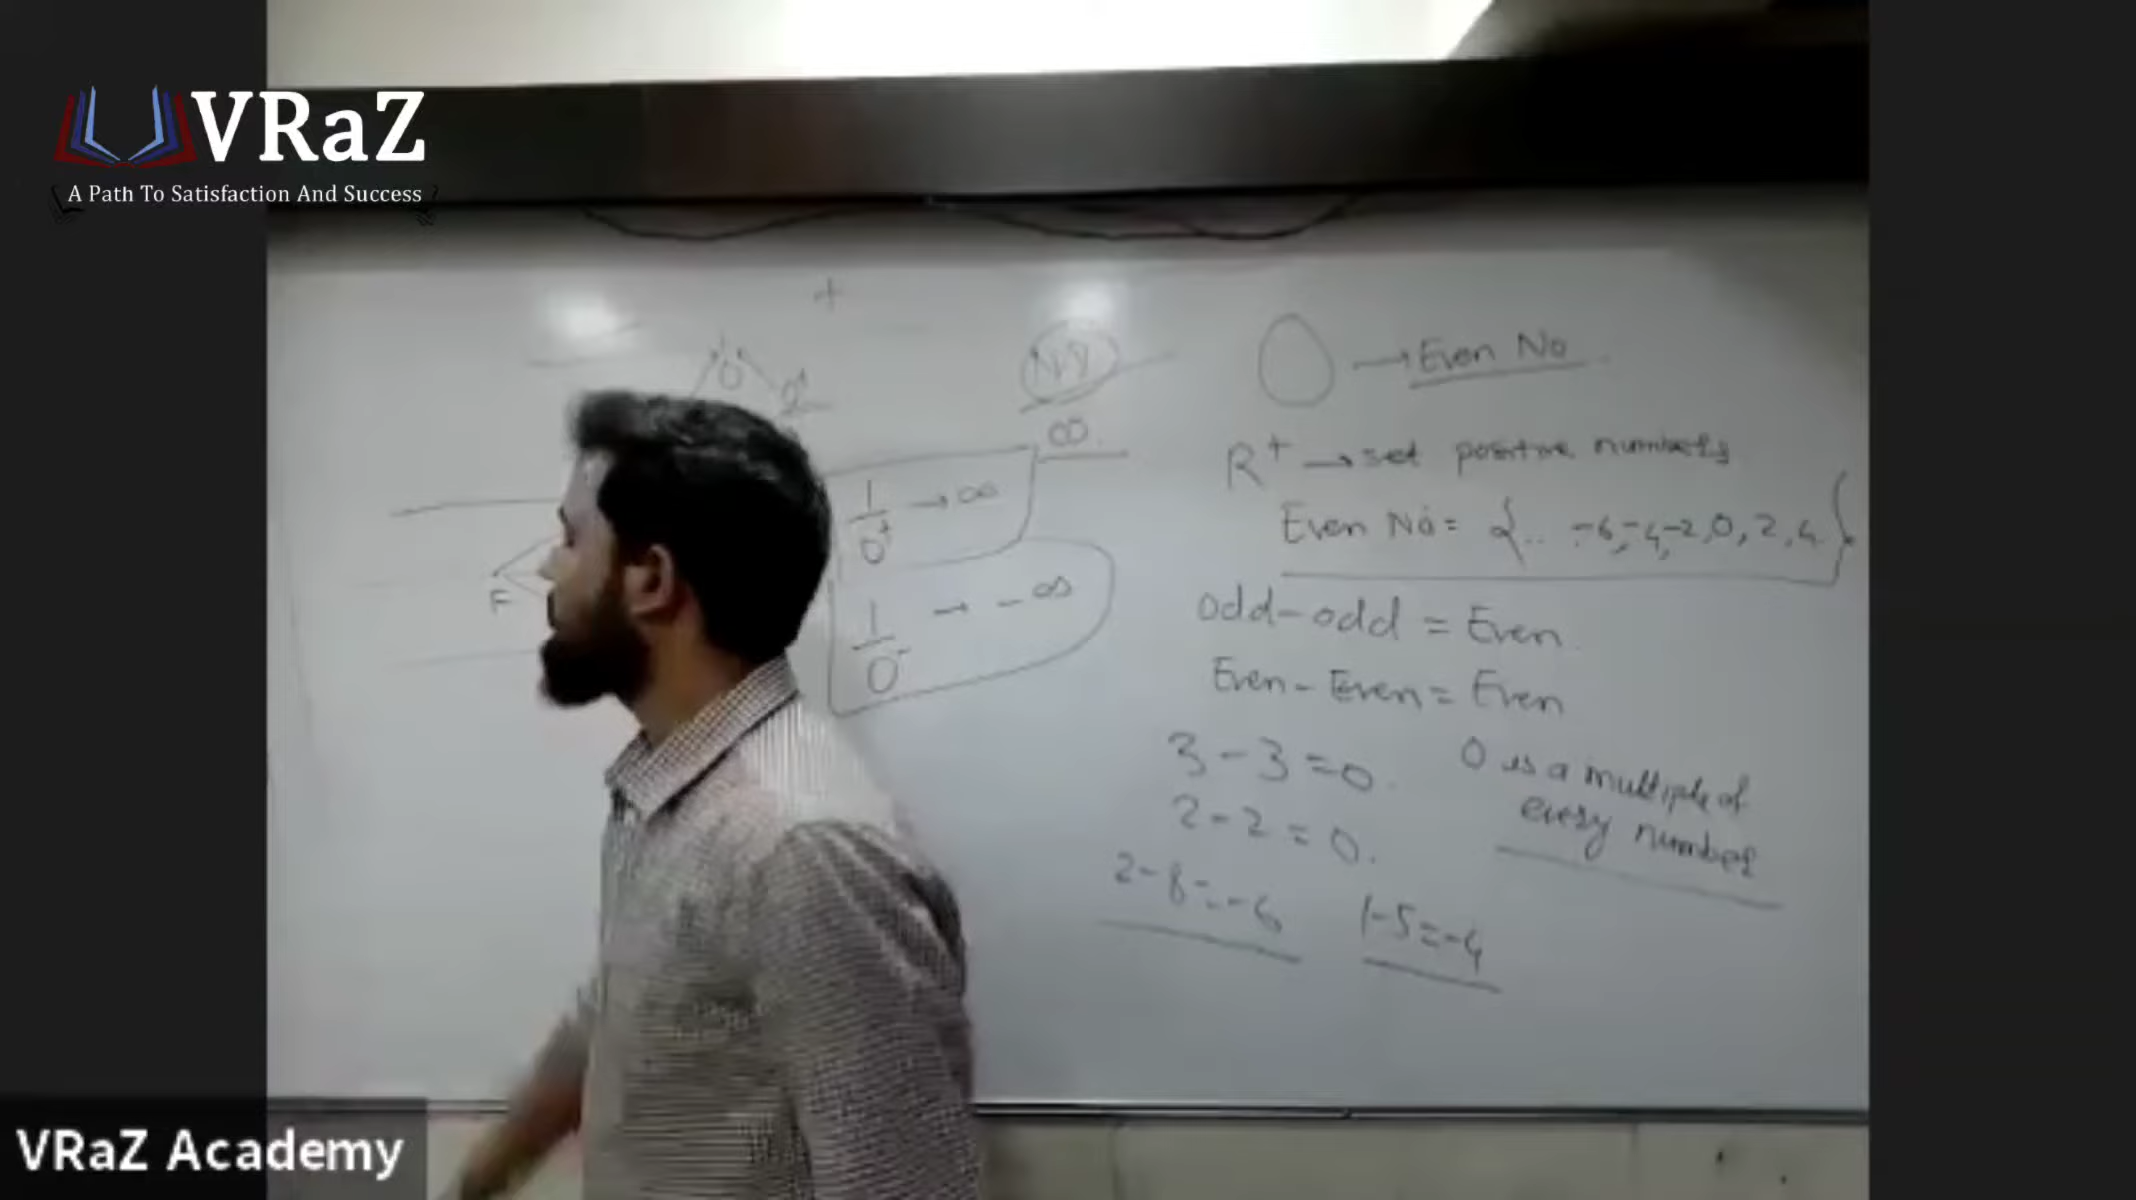 VRaZ
A Path To Satisfaction And Success
+
0 → Even No
∞
R⁺ → set positive numbers
1/0⁺ → ∞
Even No = {.. -6, -4, -2, 0, 2, 4}
F
1/0⁻ → -∞
odd - odd = Even
Even - Even = Even
3 - 3 = 0.
0 is a multiple of
every number
2 - 2 = 0.
2 - 8 = -6
1 - 5 = -4
VRaZ Academy